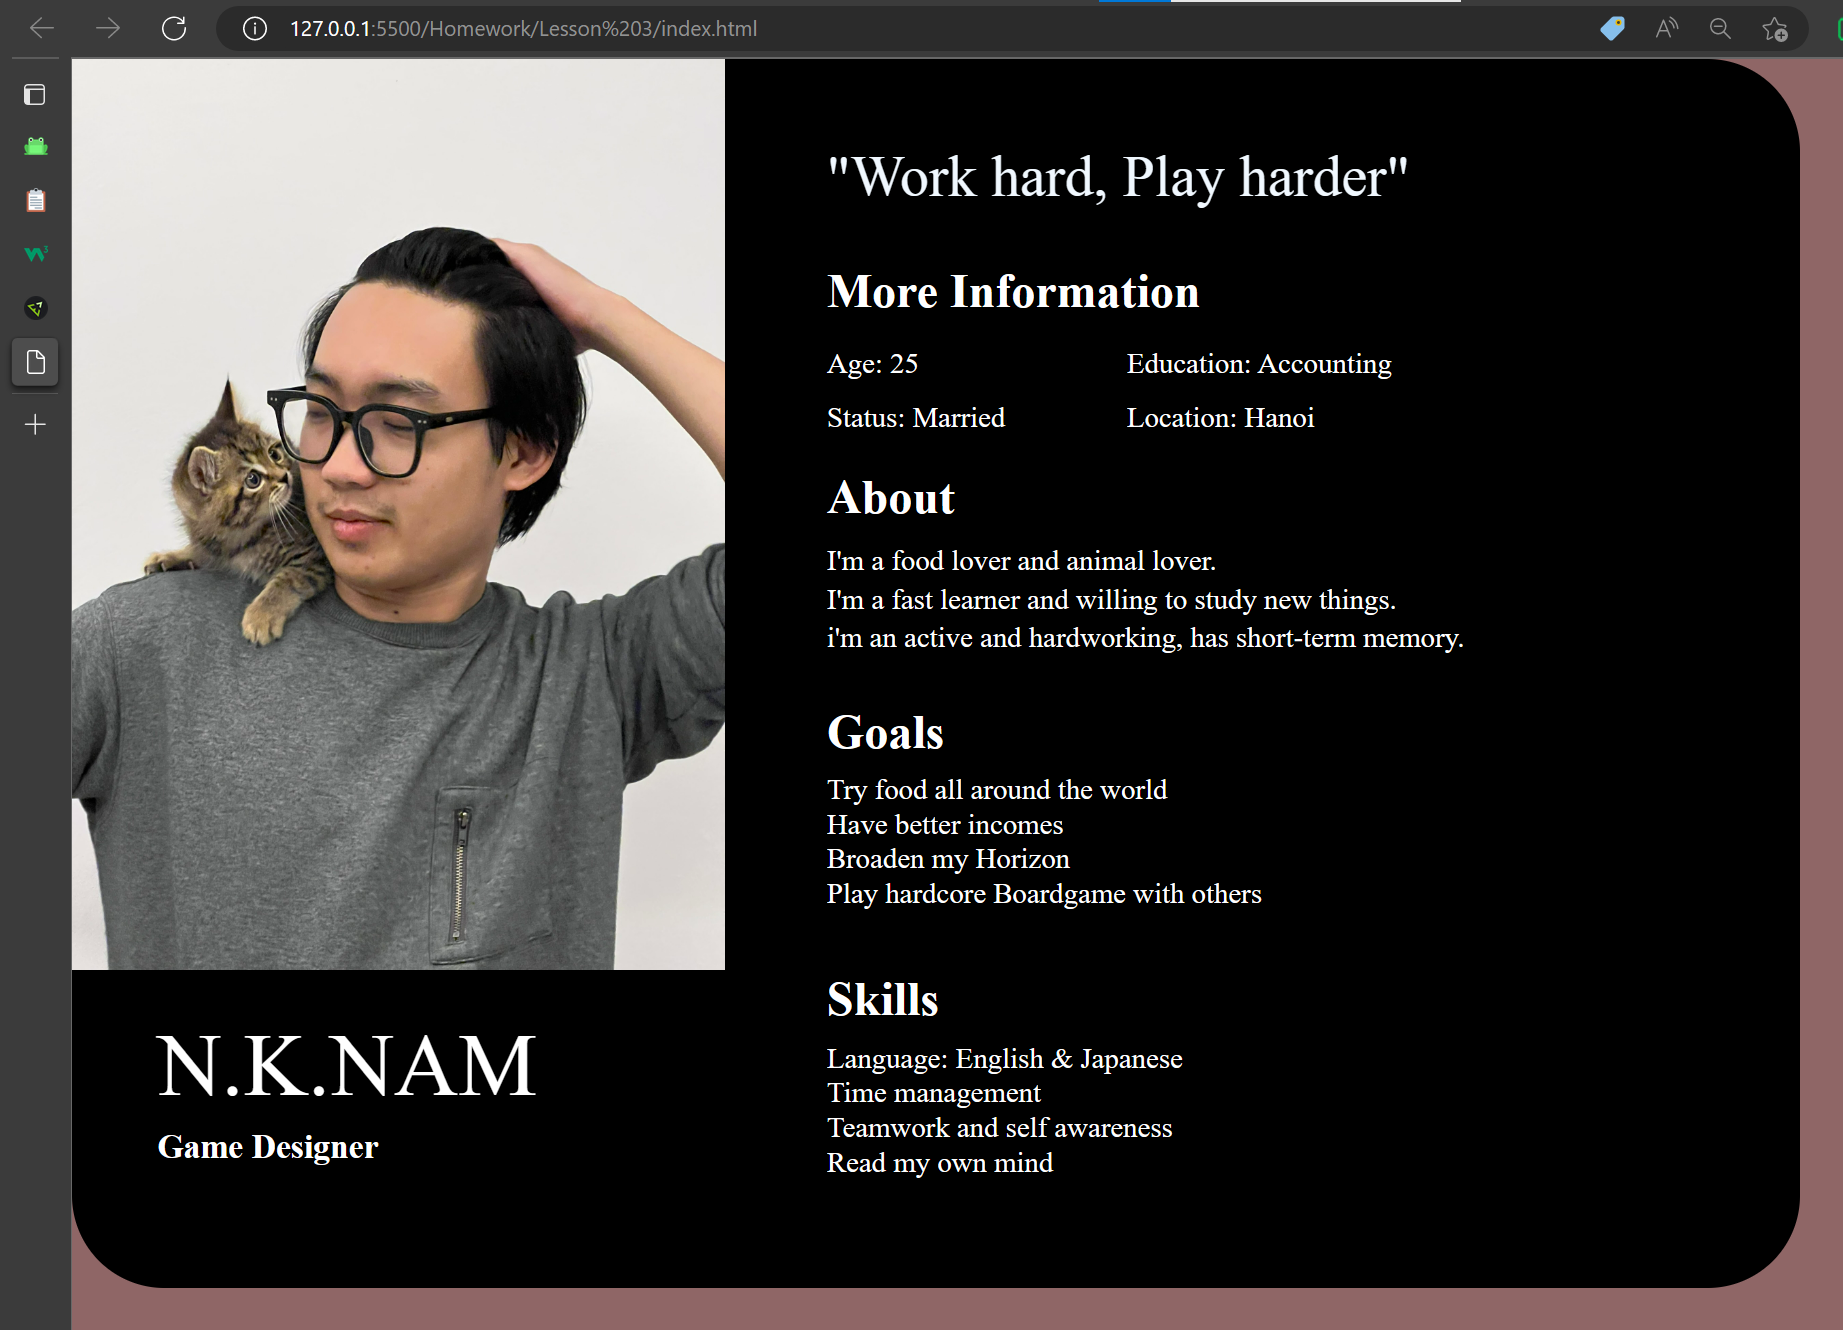 127.0.0.1:5500/Homework/Lesson%203/index.html
"Work hard, Play harder"
More Information
Age: 25
Education: Accounting
Status: Married
Location: Hanoi
About
I'm a food lover and animal lover.
I'm a fast learner and willing to study new things.
i'm an active and hardworking, has short-term memory.
Goals
Try food all around the world
Have better incomes
Broaden my Horizon
Play hardcore Boardgame with others
Skills
Language: English & Japanese
Time management
Teamwork and self awareness
Read my own mind
N.K.NAM
Game Designer